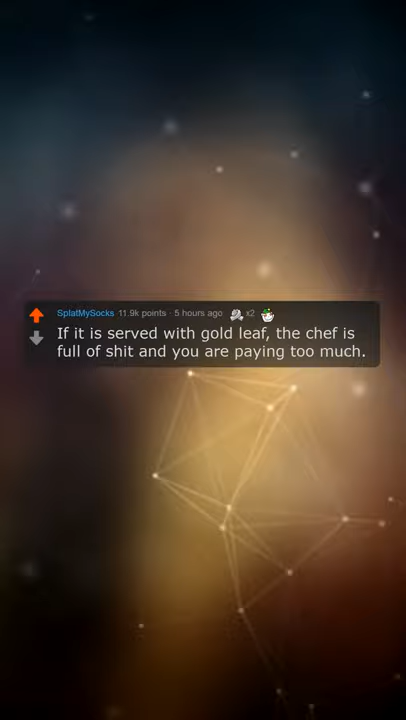 SplatMySocks 11.9k points · 5 hours ago x2
If it is served with gold leaf, the chef is
full of shit and you are paying too much.